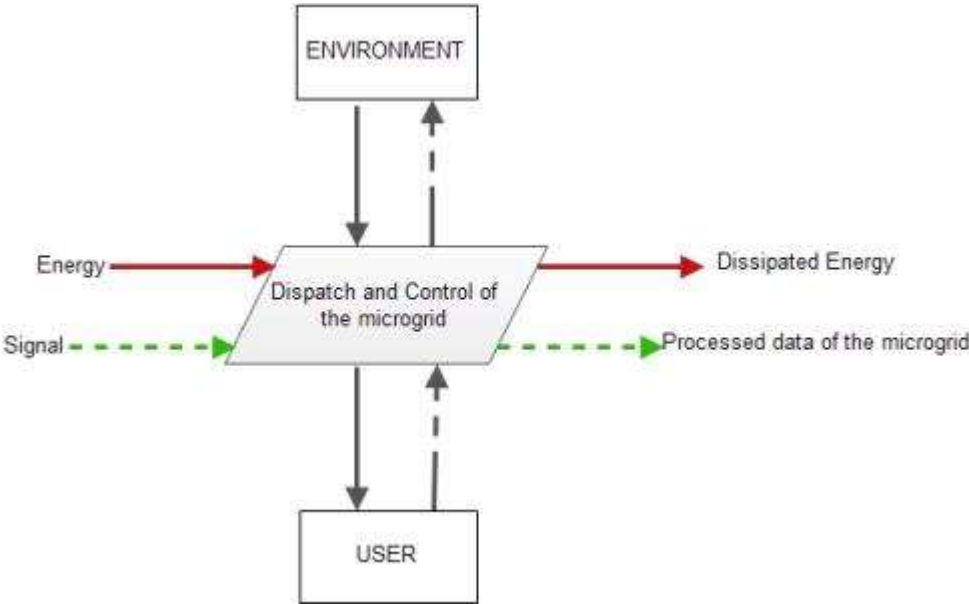 ENVIRONMENT
Energy
Dissipated Energy
Dispatch and Control of
the microgrid
Signal
Processed data of the microgrid
USER